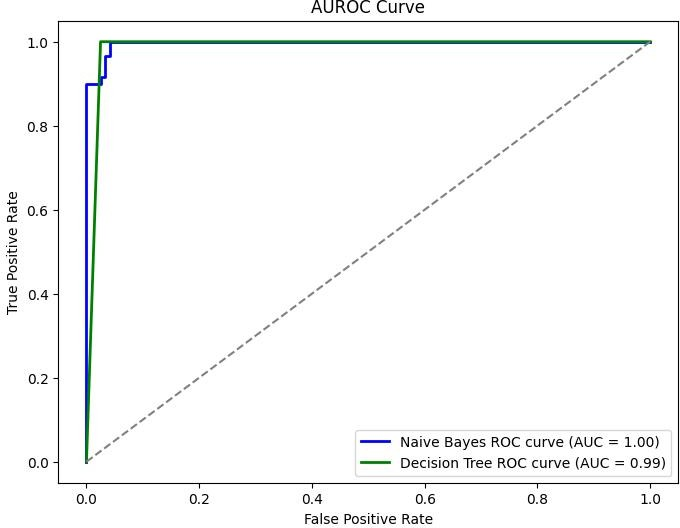 AUROC Curve
True Positive Rate
1.0
0.8
0.6
0.4
0.2
0.0
Naive Bayes ROC curve (AUC = 1.00)
Decision Tree ROC curve (AUC = 0.99)
0.0 0.2 0.4 0.6 0.8 1.0
False Positive Rate